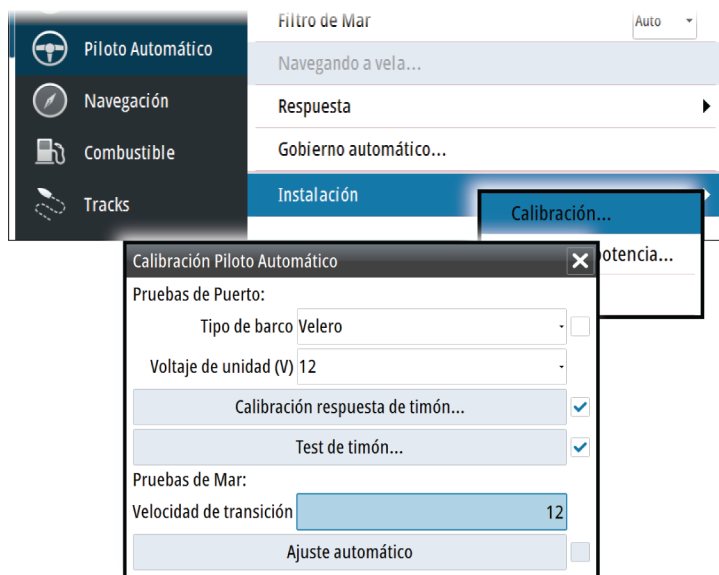 Filtro de Mar Auto
Piloto Automático
Navegando a vela...
Navegación
Respuesta
Combustible
Gobierno automático...
Tracks
Instalación
Calibración...
potencia...
Calibración Piloto Automático
Pruebas de Puerto:
Tipo de barco Velero
Voltaje de unidad (V) 12
Calibración respuesta de timón...
Test de timón...
Pruebas de Mar:
Velocidad de transición 12
Ajuste automático